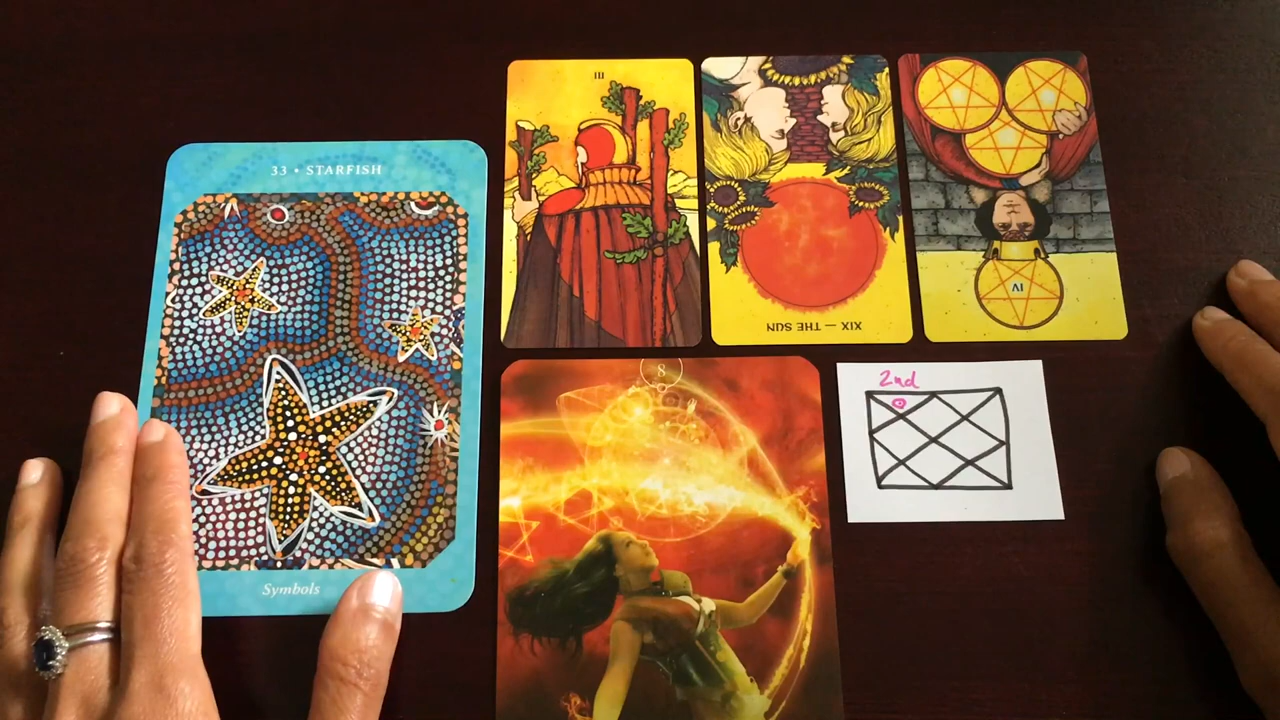 33 • STARFISH
Symbols
III
XIX — THE SUN
IV
8
2nd